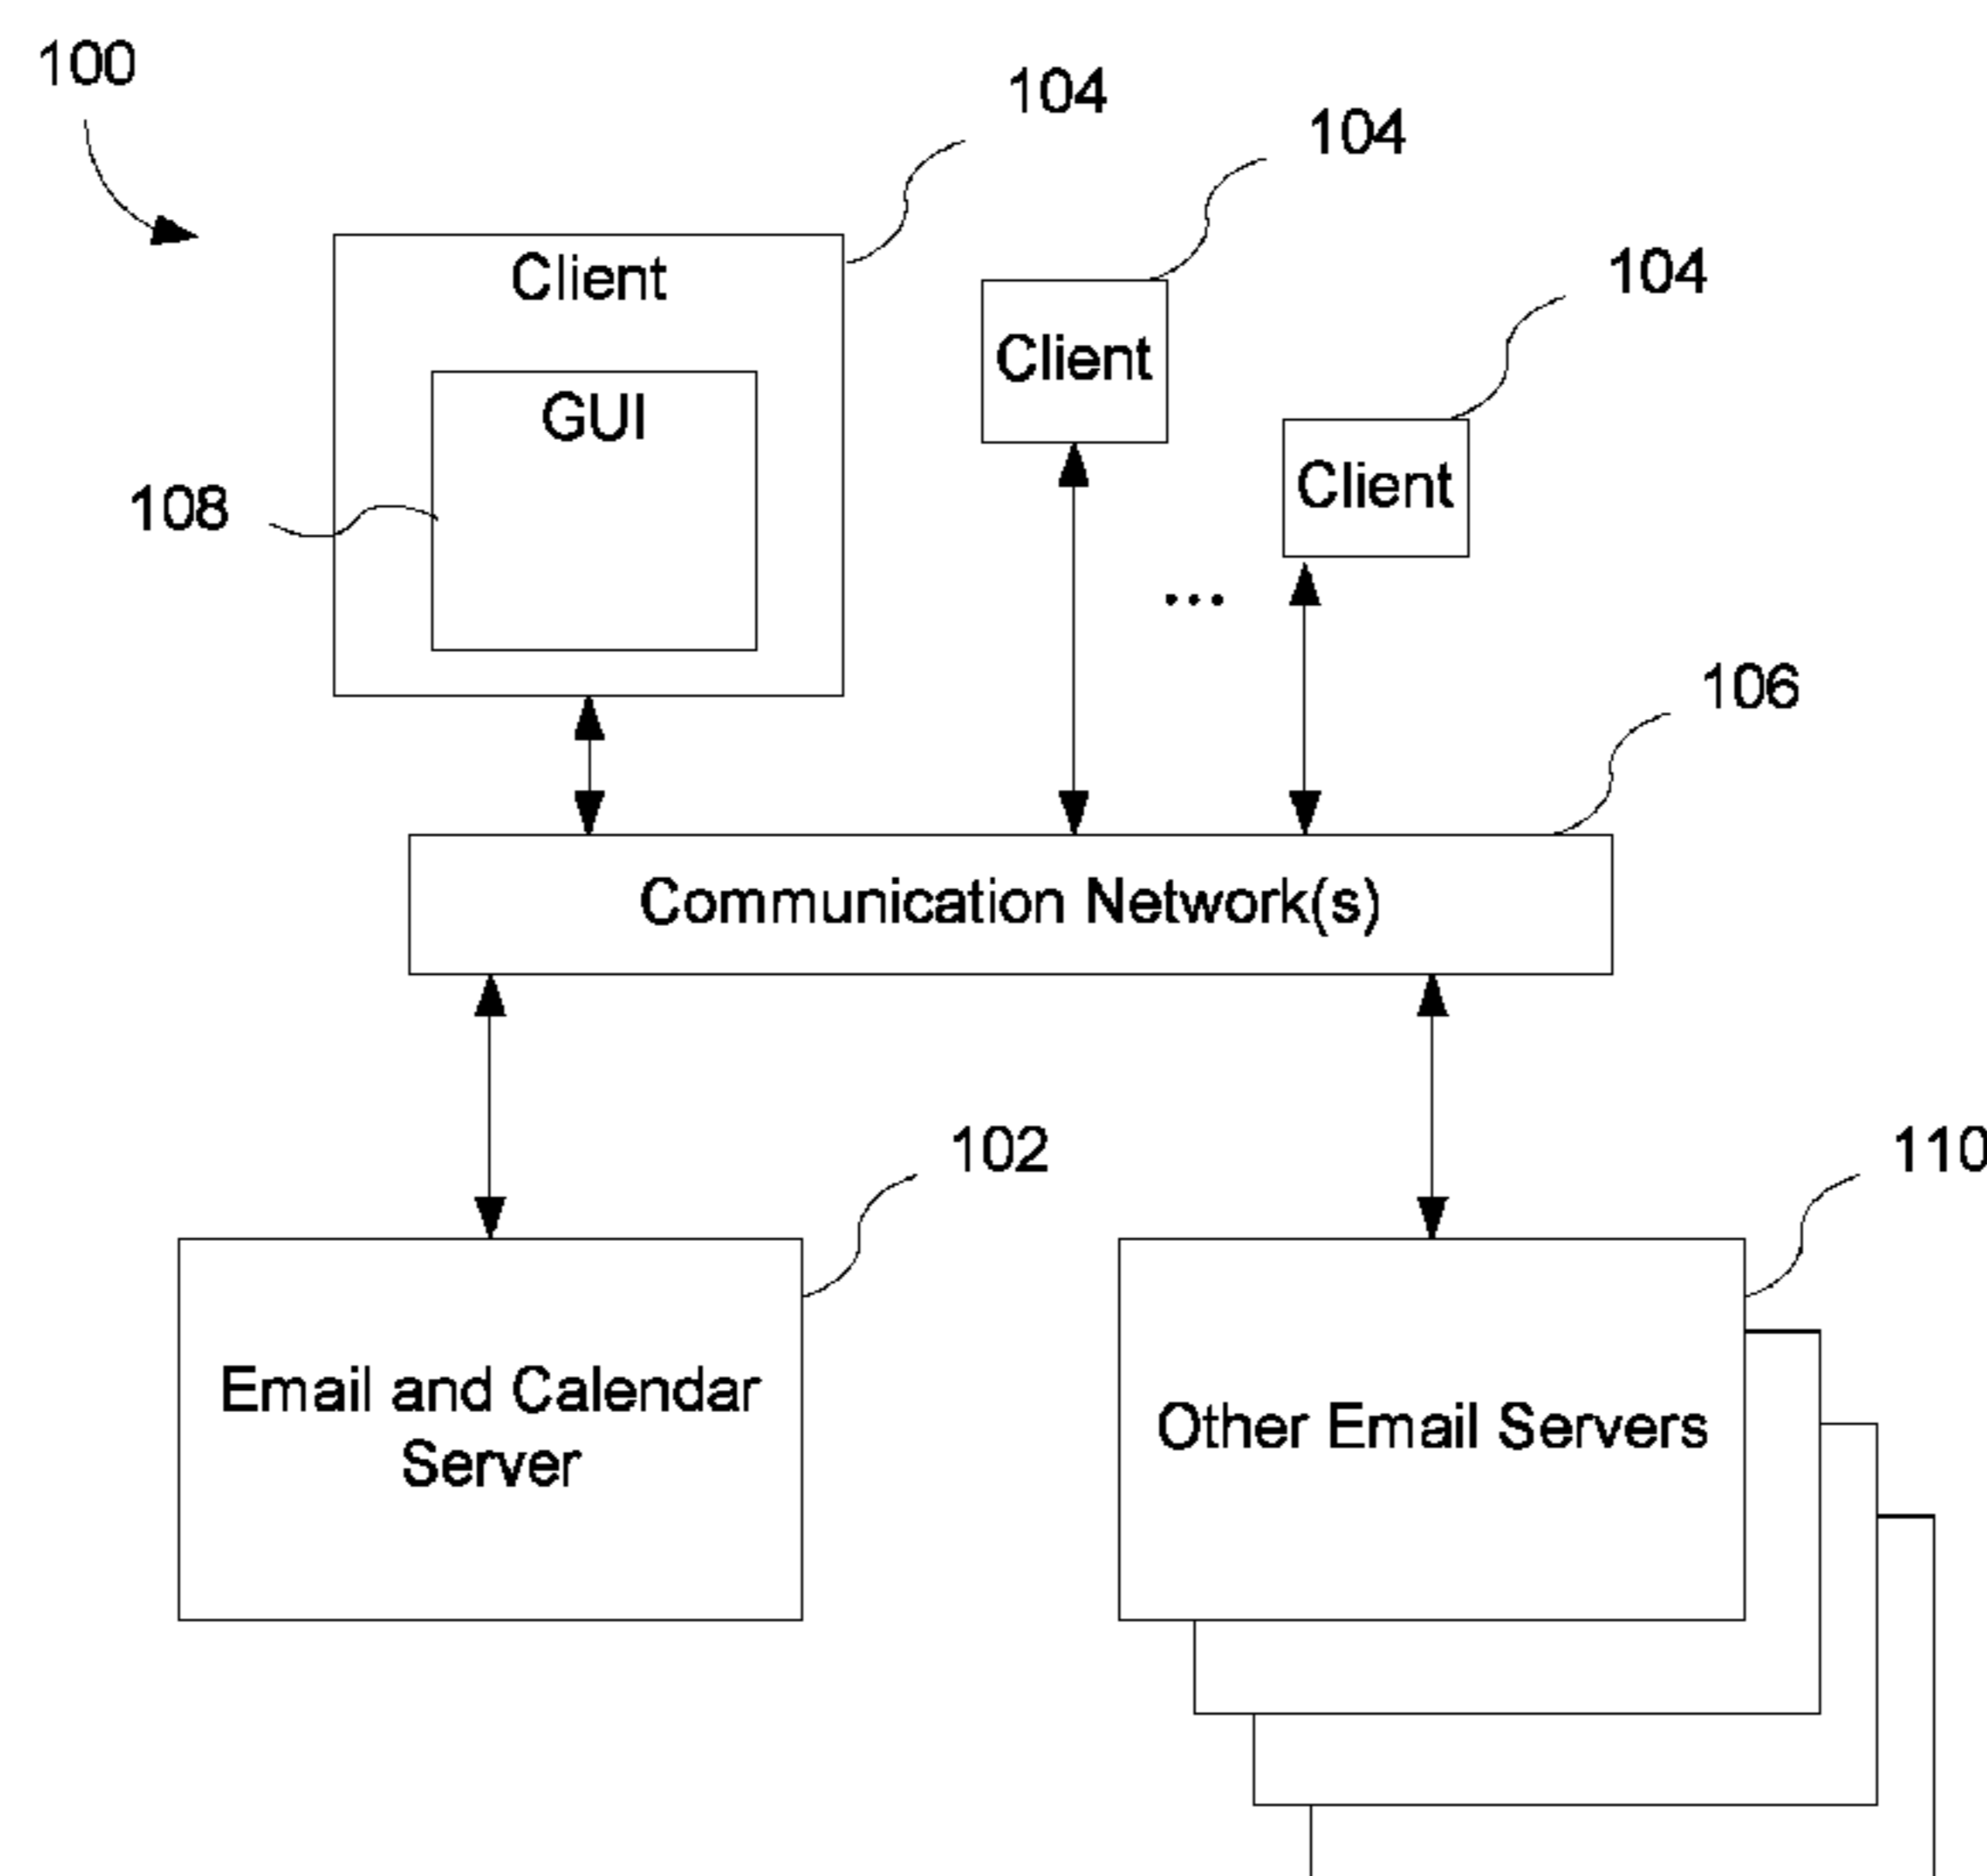 100
104
104
104
Client
Client
GUI
Client
108
...
106
Communication Network(s)
102
110
Email and Calendar
Server
Other Email Servers